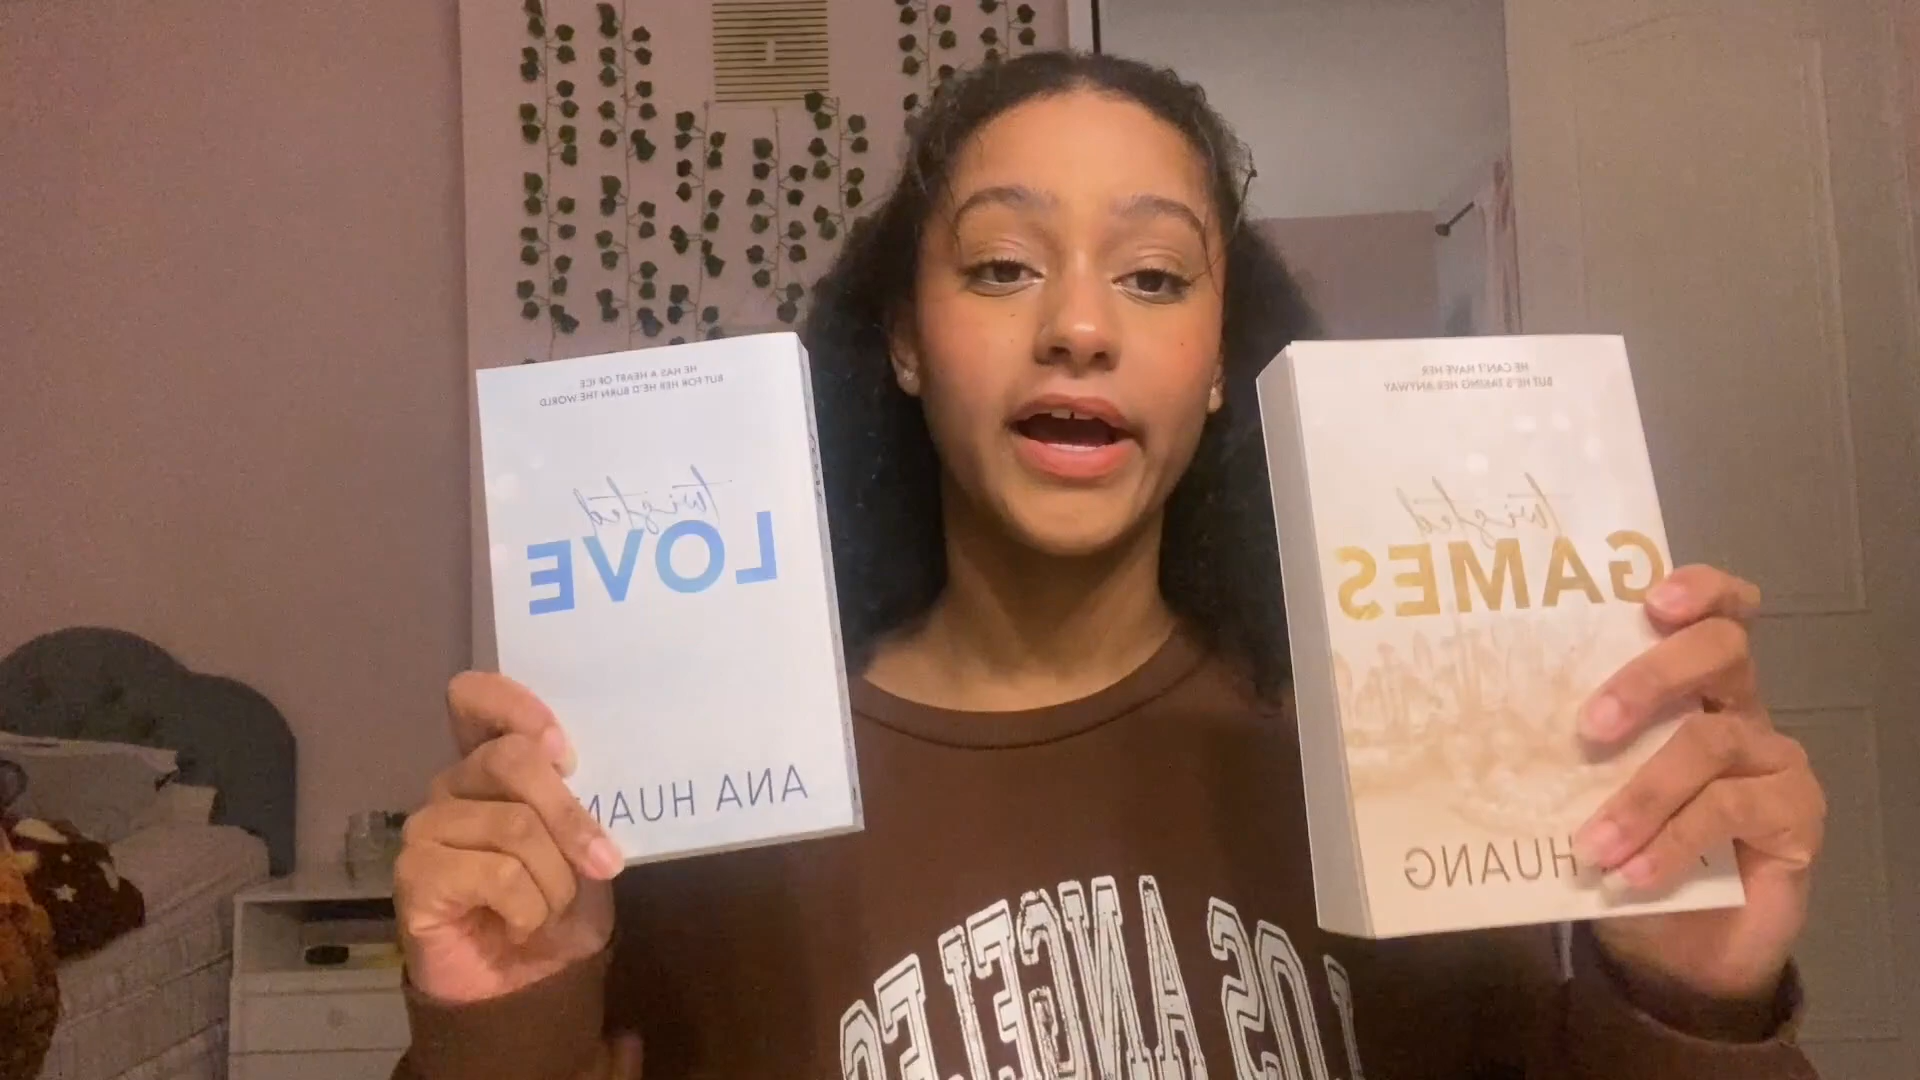 HE HAS A HEART OF ICE
BUT FOR HER HE'D BURN THE WORLD
twisted
LOVE
ANA HUAN
HE CAN'T HAVE HER
BUT HE'S TAKING HER ANYWAY
twisted
GAMES
HUANG
LOS ANGELES